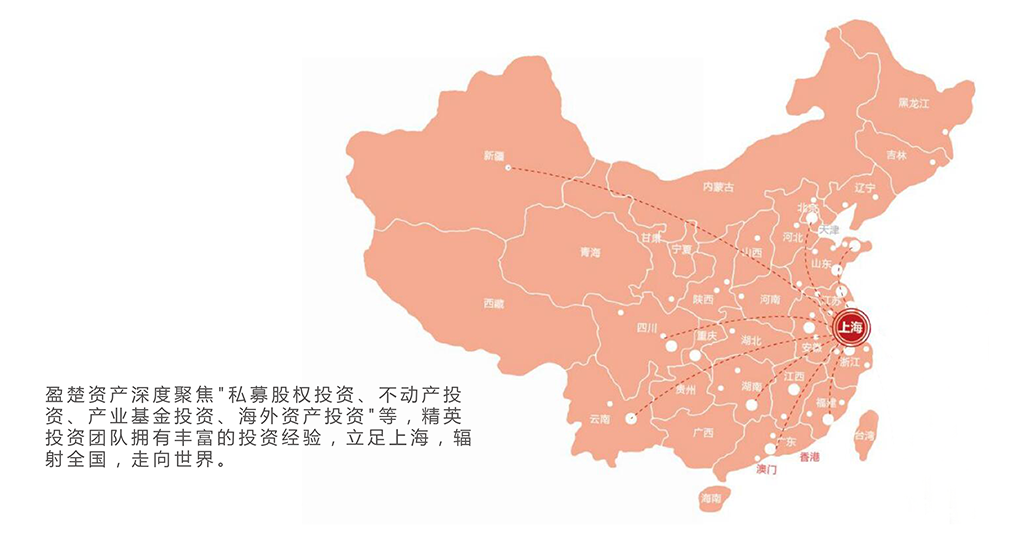 黑龙江
吉林
新疆
辽宁
内蒙古
北京
天津
河北
甘肃
宁夏
山西
青海
山东
西藏
陕西
河南
江苏
四川
上海
重庆
湖北
安徽
浙江
贵州
湖南
江西
盈楚资产深度聚焦"私募股权投资、不动产投
资、产业基金投资、海外资产投资"等，精英
投资团队拥有丰富的投资经验，立足上海，辐
射全国，走向世界。
云南
福建
广西
广东
台湾
香港
澳门
海南